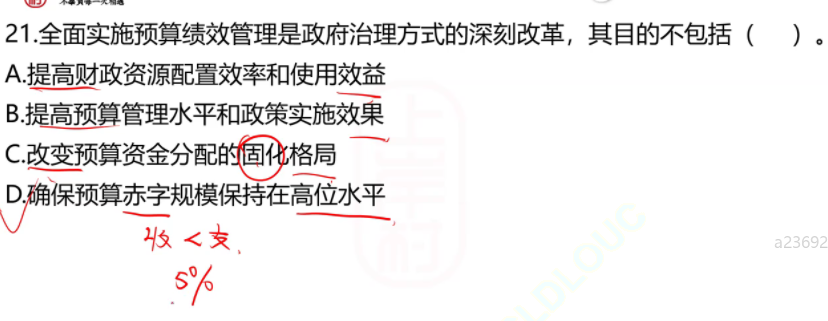 21.全面实施预算绩效管理是政府治理方式的深刻改革，其目的不包括（　　）。
A.提高财政资源配置效率和使用效益
B.提高预算管理水平和政策实施效果
C.改变预算资金分配的固化格局
D.确保预算赤字规模保持在高位水平
收<支
5%
a23692